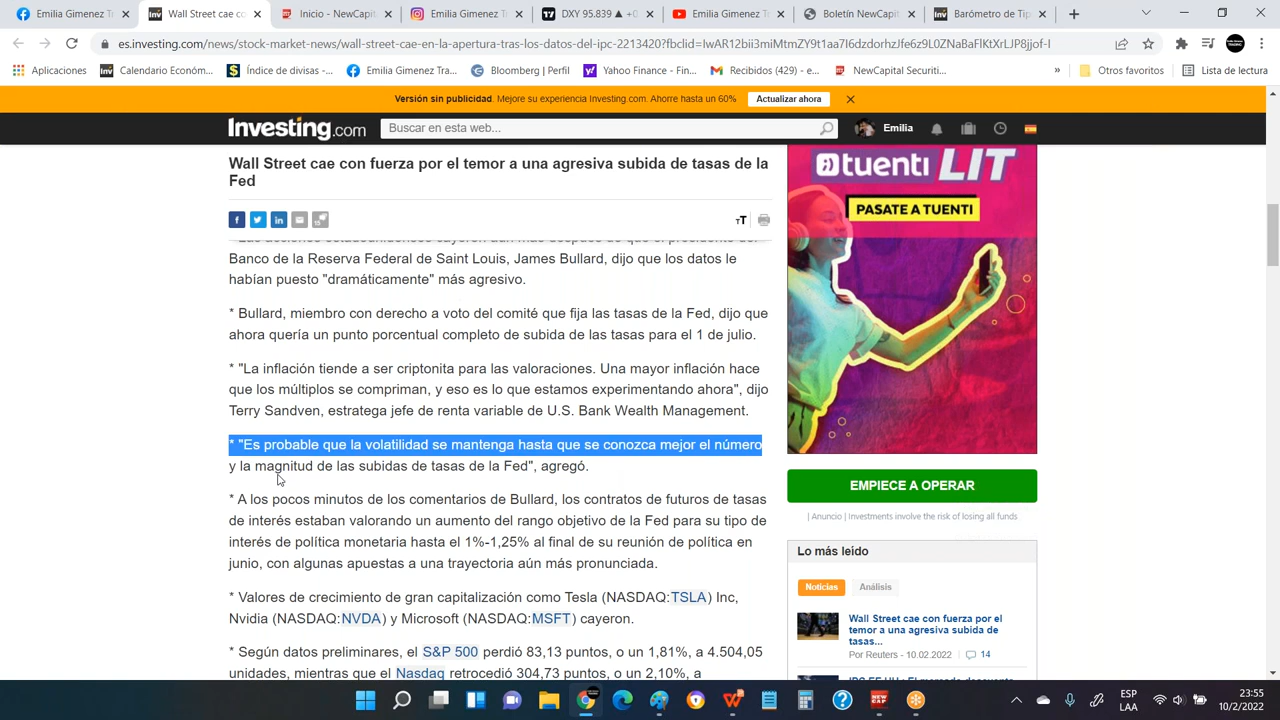 Emilia Gimenez T
Wall Street cae con
Inicio - NewCapit
Emilia Gimenez T
DXY 95.839 ▲ +0
Emilia Gimenez T
Boletín NewCapit
Barómetro de Tip
es.investing.com/news/stock-market-news/wall-street-cae-en-la-apertura-tras-los-datos-del-ipc-2213420?fbclid=
Aplicaciones
Calendario Económ...
Índice de divisas -...
Emilia Gimenez Tra...
Bloomberg | Perfil
Yahoo Finance - Fin...
Recibidos (429) - e...
NewCapital Securiti...
»
Otros favoritos
Lista de lectura
Versión sin publicidad. Mejore su experiencia Investing.com. Ahorre hasta un 60%
Actualizar ahora
Investing.com
Buscar en esta web...
Emilia
Wall Street cae con fuerza por el temor a una agresiva subida de tasas de la
Fed
TT
Banco de la Reserva Federal de Saint Louis, James Bullard, dijo que los datos le
habían puesto "dramáticamente" más agresivo.
* Bullard, miembro con derecho a voto del comité que fija las tasas de la Fed, dijo que
ahora quería un punto porcentual completo de subida de las tasas para el 1 de julio.
* "La inflación tiende a ser criptonita para las valoraciones. Una mayor inflación hace
que los múltiplos se compriman, y eso es lo que estamos experimentando ahora", dijo
Terry Sandven, estratega jefe de renta variable de U.S. Bank Wealth Management.
* "Es probable que la volatilidad se mantenga hasta que se conozca mejor el número
y la magnitud de las subidas de tasas de la Fed", agregó.
* A los pocos minutos de los comentarios de Bullard, los contratos de futuros de tasas
de interés estaban valorando un aumento del rango objetivo de la Fed para su tipo de
interés de política monetaria hasta el 1%-1,25% al final de su reunión de política en
junio, con algunas apuestas a una trayectoria aún más pronunciada.
* Valores de crecimiento de gran capitalización como Tesla (NASDAQ:TSLA) Inc,
Nvidia (NASDAQ:NVDA) y Microsoft (NASDAQ:MSFT) cayeron.
* Según datos preliminares, el S&P 500 perdió 83,13 puntos, o un 1,81%, a 4.504,05
unidades, mientras que el Nasdaq retrocedió 304,73 puntos, o un 2,10%, a
tuenti LIT
PASATE A TUENTI
EMPIECE A OPERAR
| Anuncio | Investments involve the risk of losing all funds
Lo más leído
Noticias
Análisis
Wall Street cae con fuerza por el
temor a una agresiva subida de
tasas...
Por Reuters - 10.02.2022
14
ESP
LAA
23:55
10/2/2022